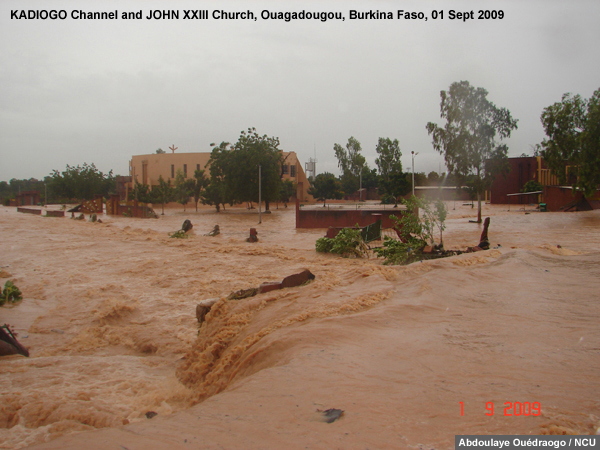 KADIOGO Channel and JOHN XXIII Church, Ouagadougou, Burkina Faso, 01 Sept 2009
1 9 2009
Abdoulaye Ouédraogo / NCU